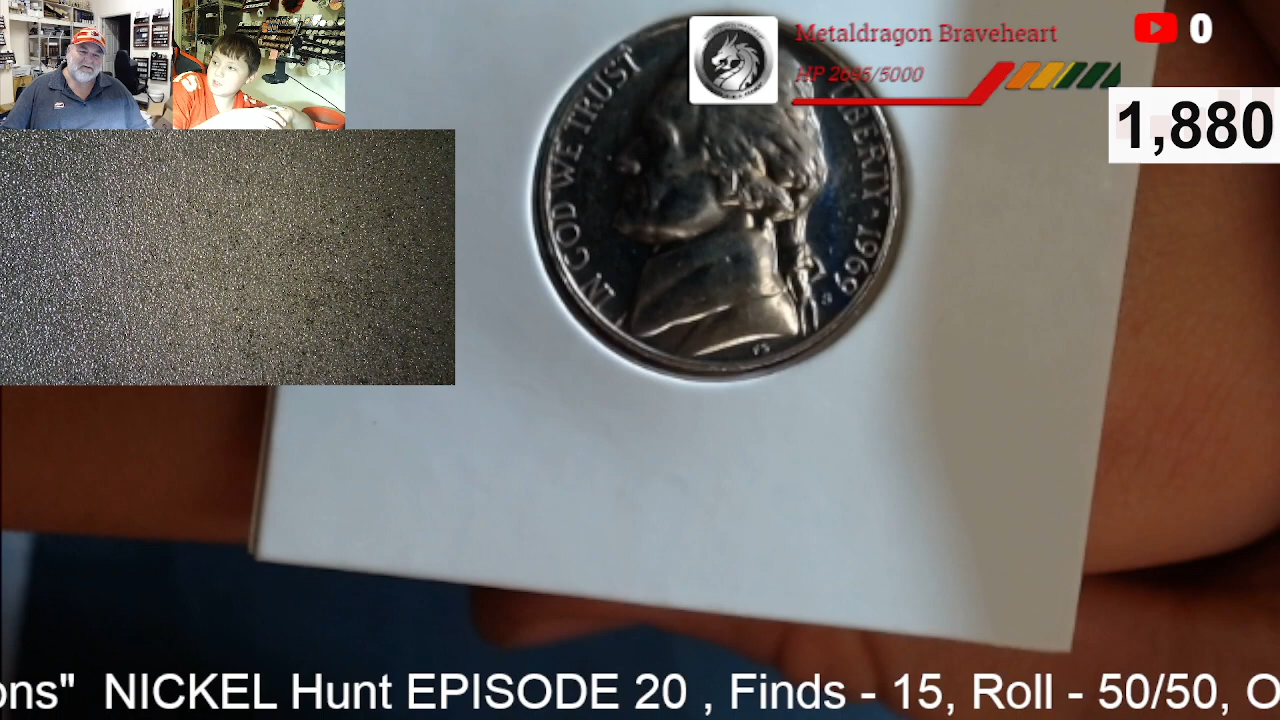 Metaldragon Braveheart
HP 2695/5000
0
1,880
IN GOD WE TRUST
LIBERTY · 1969
S
FS
ons" NICKEL Hunt EPISODE 20 , Finds - 15, Roll - 50/50, O